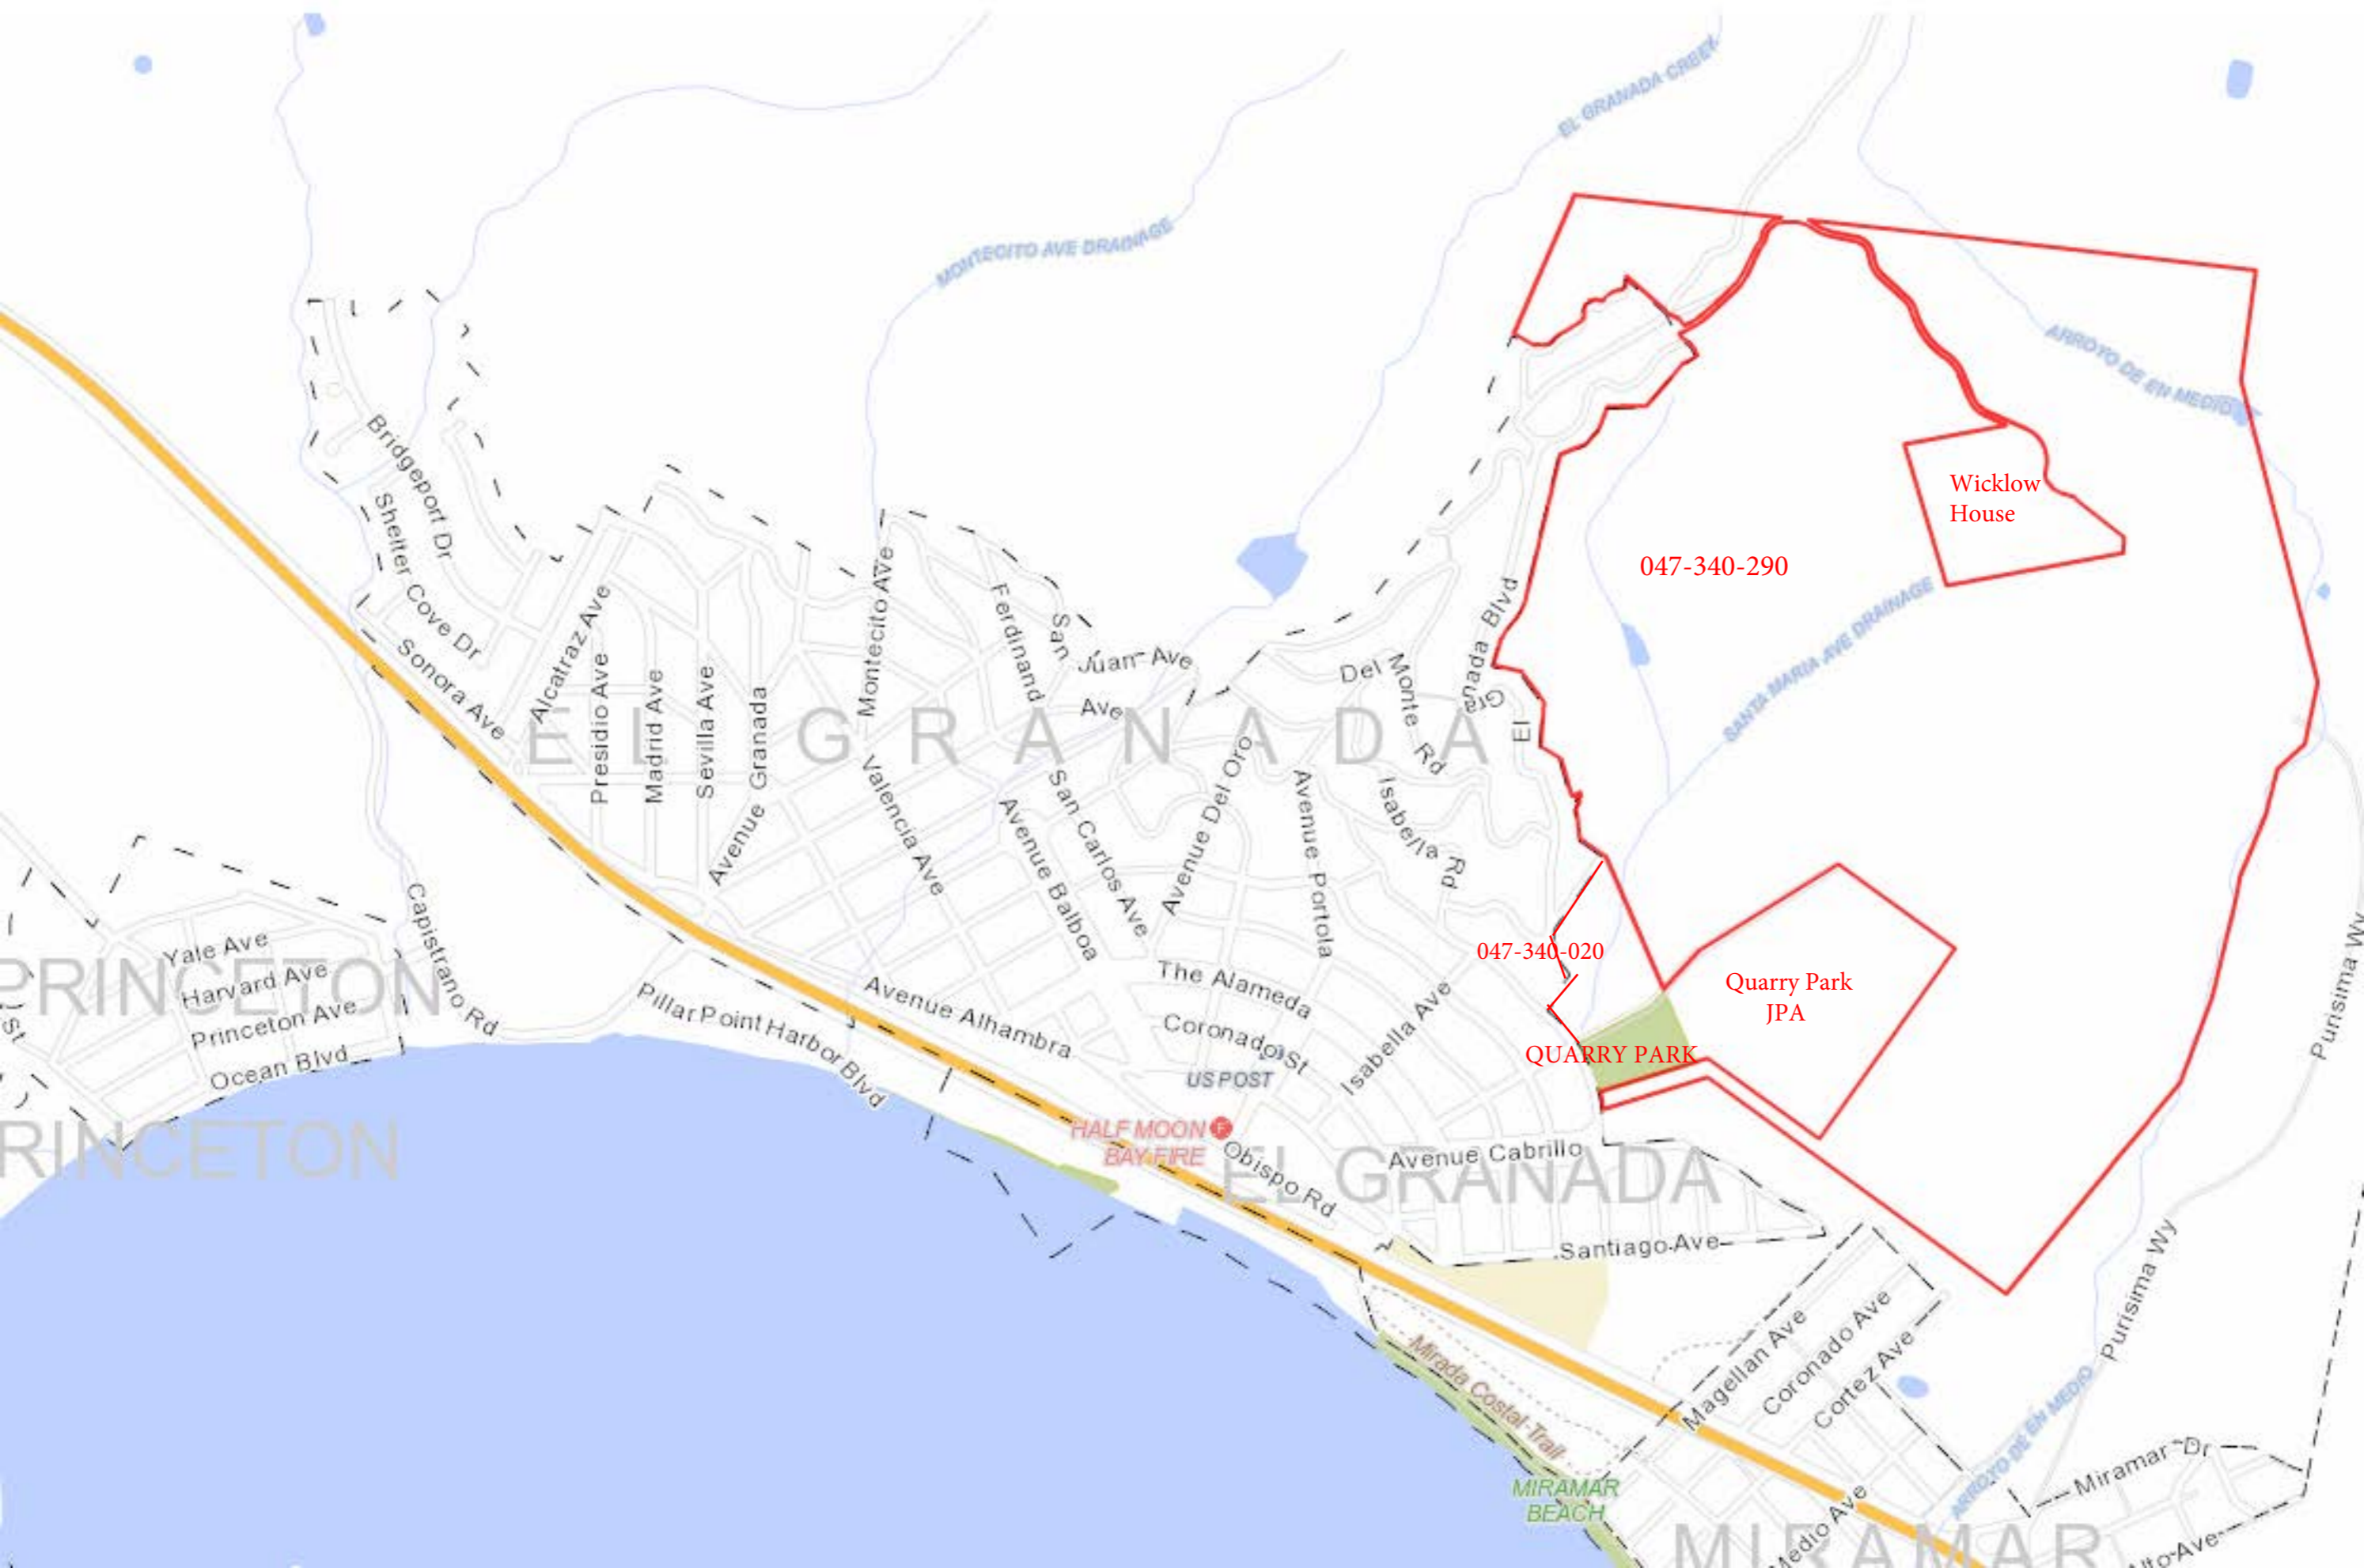 EL GRANADA CREEK
MONTECITO AVE DRAINAGE
ARROYO DE EN MEDIO
Bridgeport Dr
Shelter Cove Dr
Sonora Ave
Alcatraz Ave
Presidio Ave
Madrid Ave
Sevilla Ave
Avenue Granada
Montecito Ave
Ferdinand
Ave
San
Juan Ave
Valencia Ave
EL GRANADA
Del Monte Rd
El
Granada Blvd
Wicklow
House
047-340-290
SANTA MARIA AVE DRAINAGE
Isabella Rd
Avenue Portola
Avenue Del Oro
San Carlos Ave
Avenue Balboa
047-340-020
Quarry Park
JPA
QUARRY PARK
Capistrano Rd
Yale Ave
PRINCETON
Harvard Ave
Princeton Ave
Ocean Blvd
St
RINCETON
Pillar Point Harbor Blvd
Avenue Alhambra
The Alameda
Coronado St
Isabella Ave
US POST
HALF MOON
BAY FIRE
F
Obispo Rd
Avenue Cabrillo
EL GRANADA
Santiago Ave
Purisima Wy
Purisima Wy
Magellan Ave
Coronado Ave
Cortez Ave
Mirada Costal Trail
MIRAMAR
BEACH
ARROYO DE EN MEDIO
Miramar Dr
Medio Ave
MIRAMAR
Alto Ave